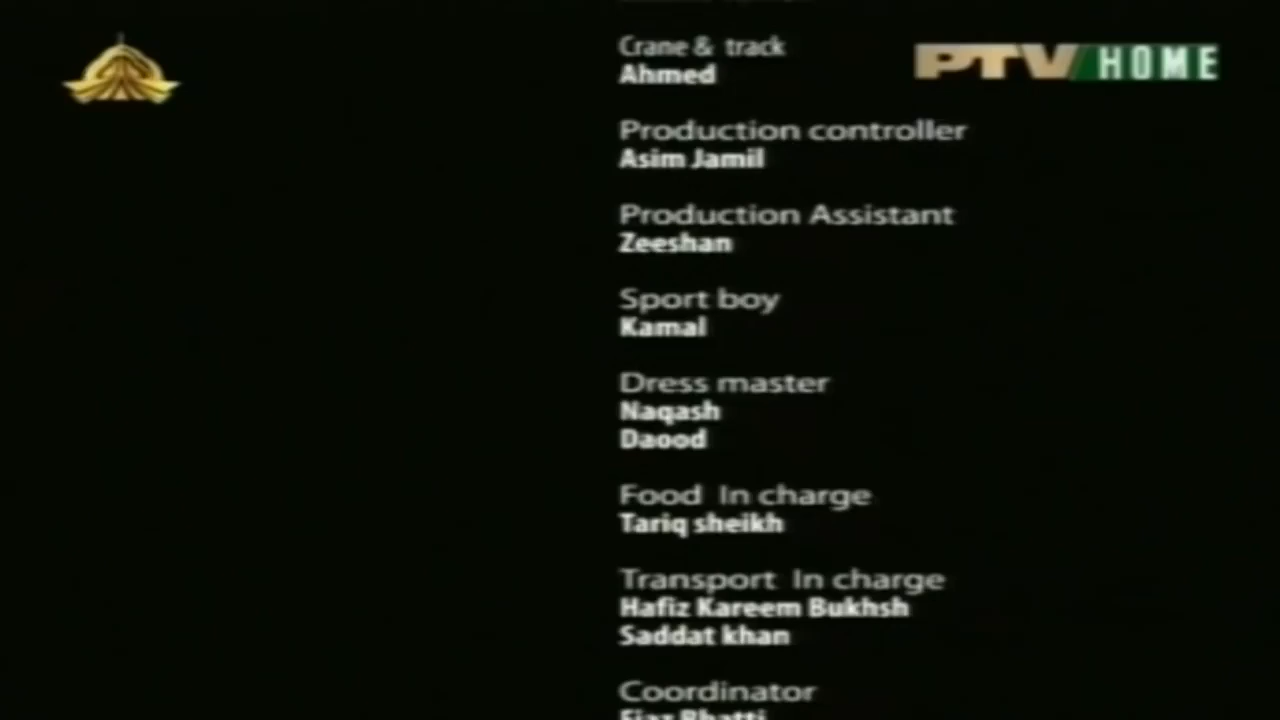 Crane & track
Ahmed
PTV HOME
Production controller
Asim Jamil
Production Assistant
Zeeshan
Sport boy
Kamal
Dress master
Naqash
Daood
Food In charge
Tariq sheikh
Transport In charge
Hafiz Kareem Bukhsh
Saddat khan
Coordinator